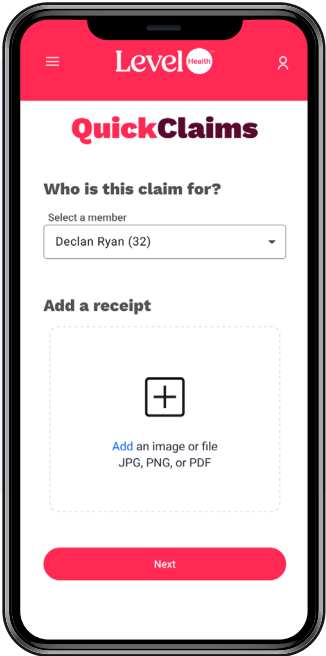 Level Health
QuickClaims
Who is this claim for?
Select a member
Declan Ryan (32)
Add a receipt
Add an image or file
JPG, PNG, or PDF
Next